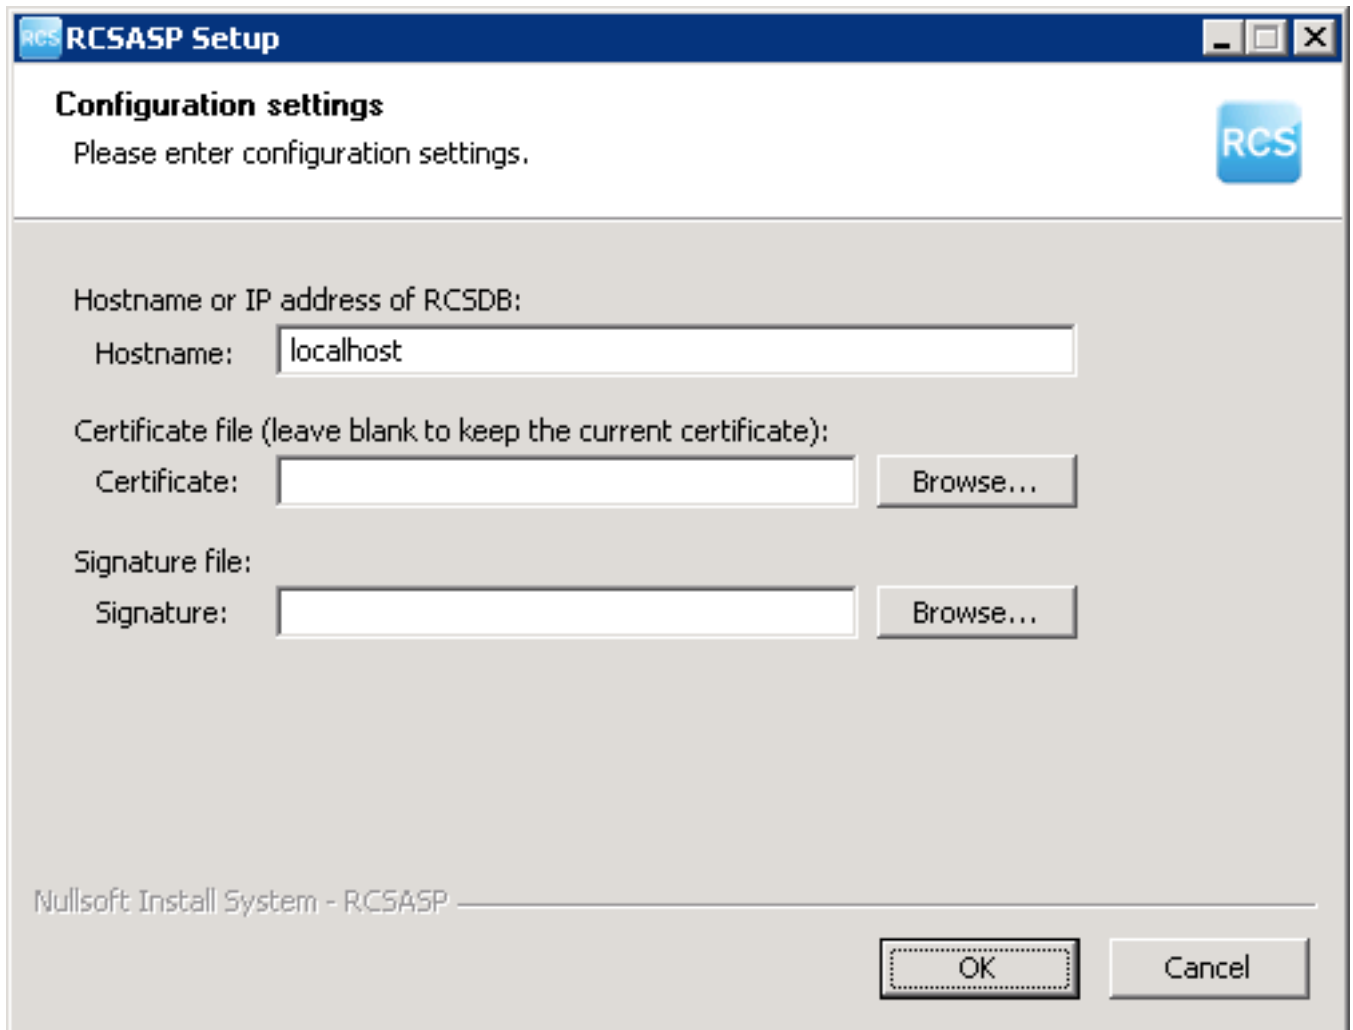 RCS RCSASP Setup
Configuration settings
Please enter configuration settings.
RCS
Hostname or IP address of RCSDB:
Hostname: localhost
Certificate file (leave blank to keep the current certificate):
Certificate: Browse...
Signature file:
Signature: Browse...
Nullsoft Install System - RCSASP
OK Cancel